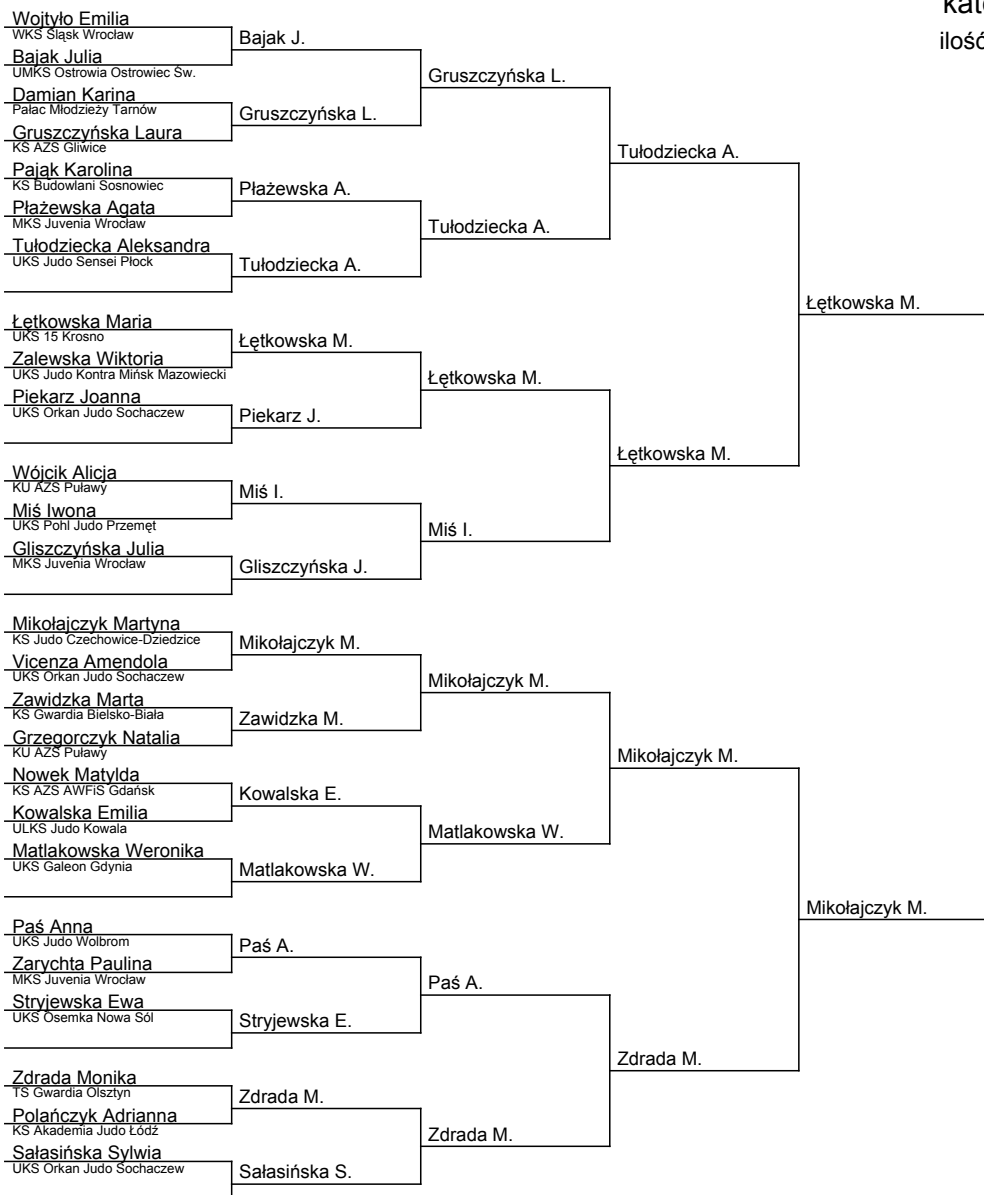 Wojtyło Emilia
WKS Śląsk Wrocław
Bajak Julia
UMKS Ostrowia Ostrowiec Św.
Damian Karina
Pałac Młodzieży Tarnów
Gruszczyńska Laura
KS AZS Gliwice
Pająk Karolina
KS Budowlani Sosnowiec
Płażewska Agata
MKS Juvenia Wrocław
Tułodziecka Aleksandra
UKS Judo Sensei Płock
Łętkowska Maria
UKS 15 Krosno
Zalewska Wiktoria
UKS Judo Kontra Mińsk Mazowiecki
Piekarz Joanna
UKS Orkan Judo Sochaczew
Wójcik Alicja
KU AZS Puławy
Miś Iwona
UKS Pohl Judo Przemęt
Gliszczyńska Julia
MKS Juvenia Wrocław
Mikołajczyk Martyna
KS Judo Czechowice-Dziedzice
Vicenza Amendola
UKS Orkan Judo Sochaczew
Zawidzka Marta
KS Gwardia Bielsko-Biała
Grzegorczyk Natalia
KU AZS Puławy
Nowek Matylda
KS AZS AWFiS Gdańsk
Kowalska Emilia
ULKS Judo Kowala
Matlakowska Weronika
UKS Galeon Gdynia
Paś Anna
UKS Judo Wolbrom
Zarychta Paulina
MKS Juvenia Wrocław
Stryjewska Ewa
UKS Ósemka Nowa Sól
Zdrada Monika
TS Gwardia Olsztyn
Polańczyk Adrianna
KS Akademia Judo Łódź
Sałasińska Sylwia
UKS Orkan Judo Sochaczew
Bajak J.
Gruszczyńska L.
Płażewska A.
Tułodziecka A.
Łętkowska M.
Piekarz J.
Miś I.
Gliszczyńska J.
Mikołajczyk M.
Zawidzka M.
Kowalska E.
Matlakowska W.
Paś A.
Stryjewska E.
Zdrada M.
Sałasińska S.
Gruszczyńska L.
Tułodziecka A.
Łętkowska M.
Miś I.
Mikołajczyk M.
Matlakowska W.
Paś A.
Zdrada M.
Tułodziecka A.
Łętkowska M.
Mikołajczyk M.
Zdrada M.
Łętkowska M.
Mikołajczyk M.
ilość